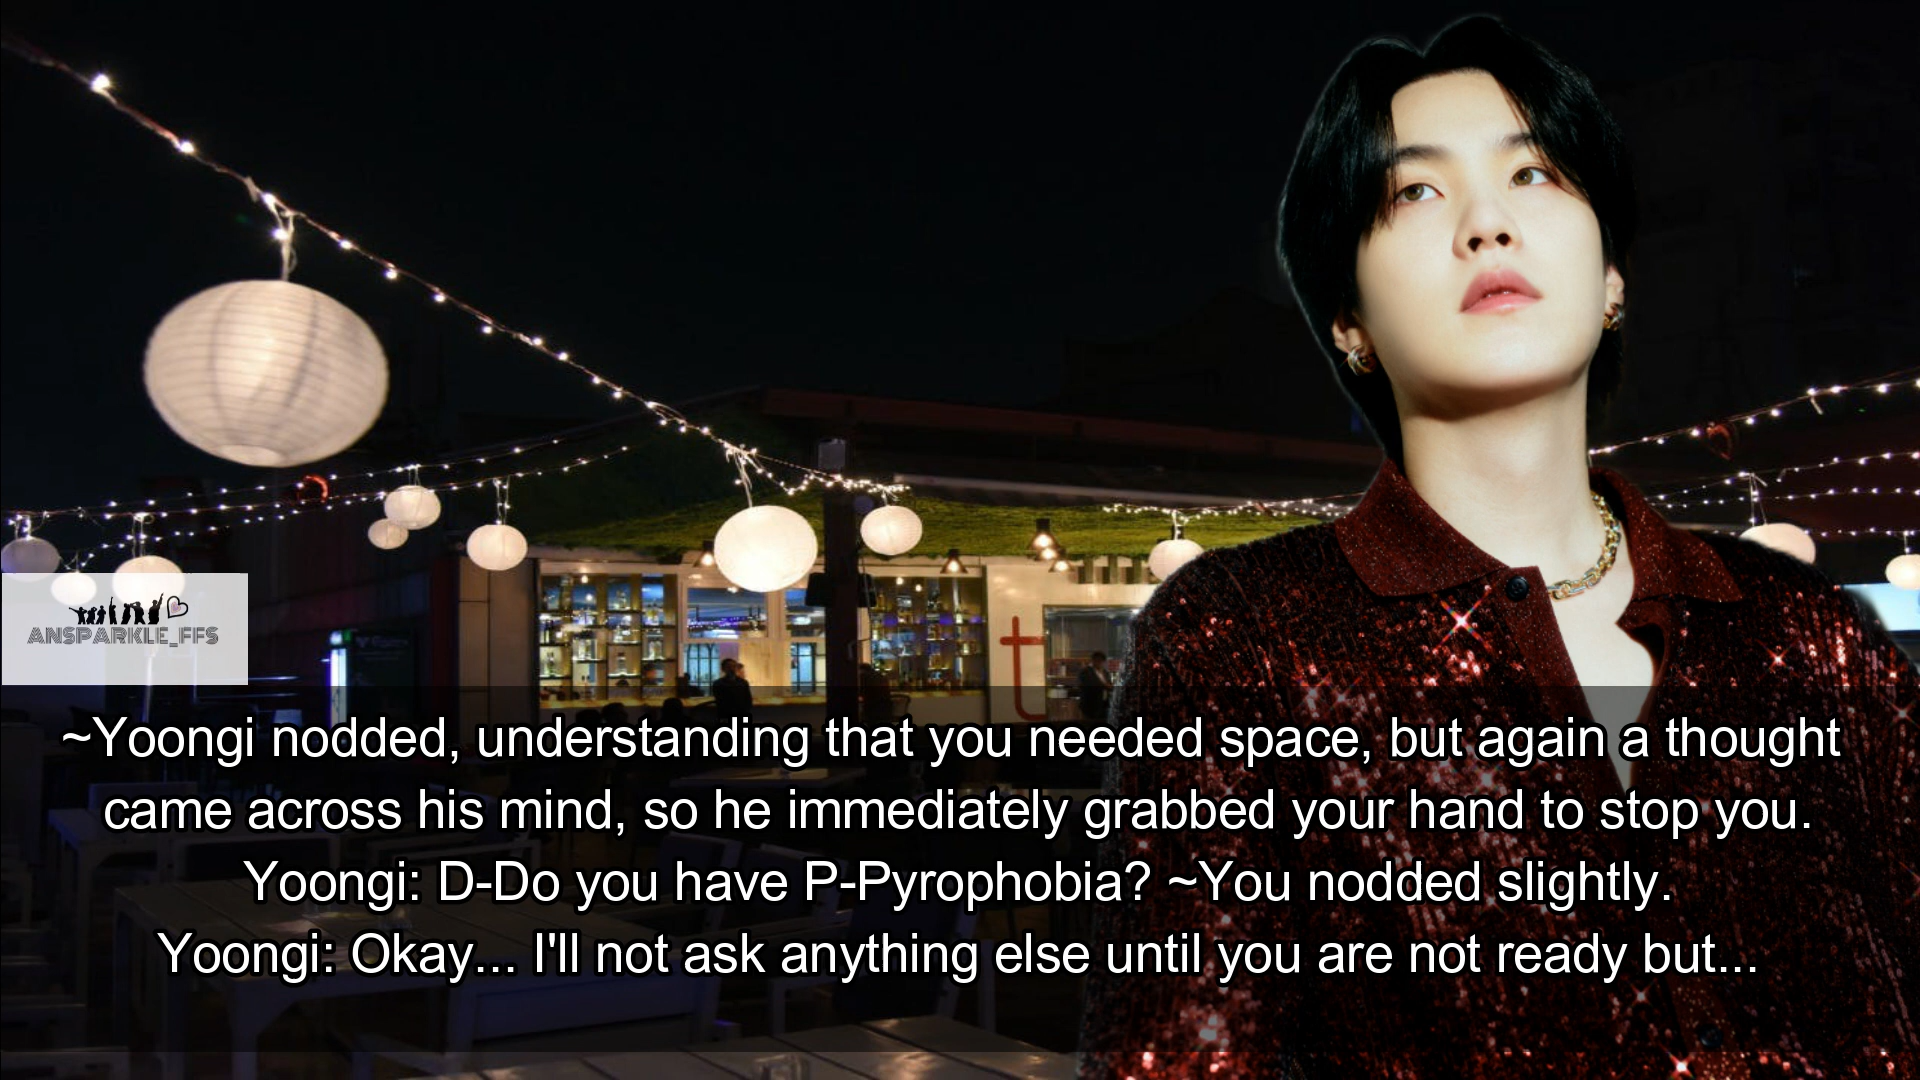 ANSPARKLE_FFS
t
~Yoongi nodded, understanding that you needed space, but again a thought
came across his mind, so he immediately grabbed your hand to stop you.
Yoongi: D-Do you have P-Pyrophobia? ~You nodded slightly.
Yoongi: Okay... I'll not ask anything else until you are not ready but...